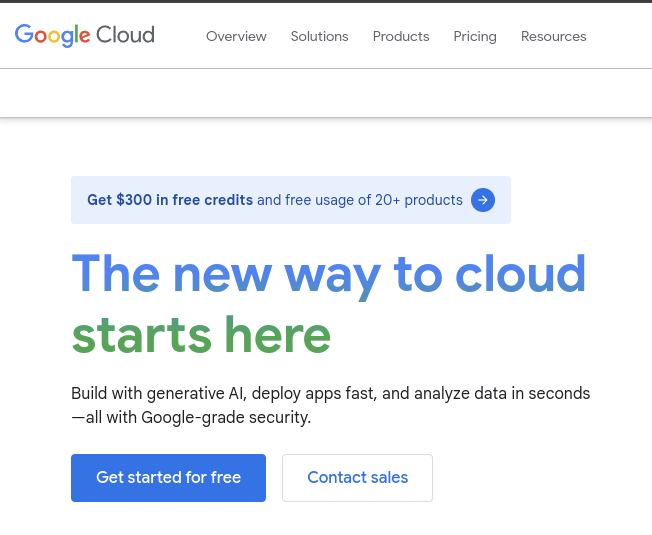 Google Cloud
Overview Solutions Products Pricing Resources
Get $300 in free credits and free usage of 20+ products
The new way to cloud
starts here
Build with generative AI, deploy apps fast, and analyze data in seconds
—all with Google-grade security.
Get started for free Contact sales